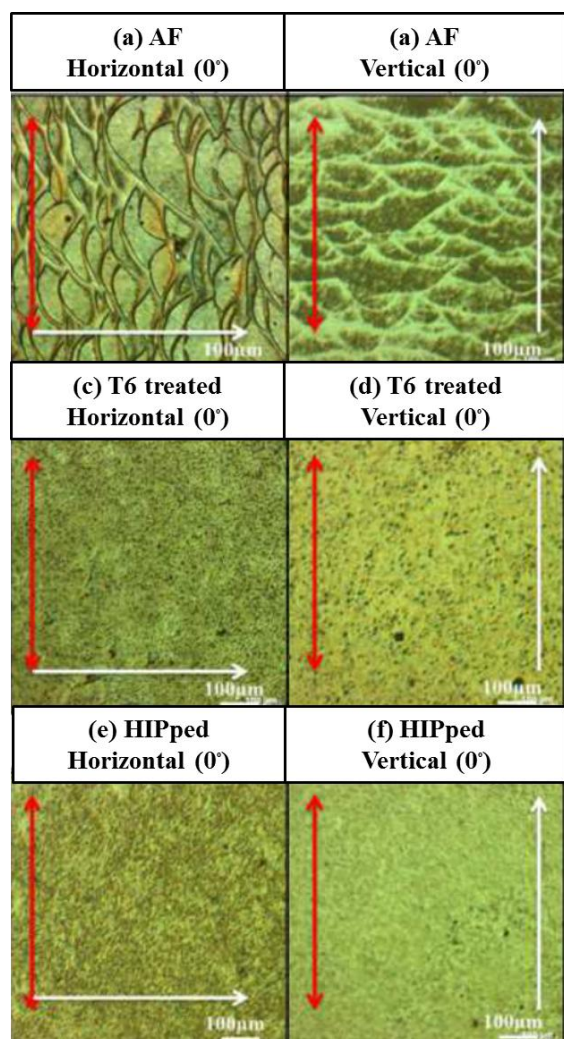 (a) AF
Horizontal (0°)
(a) AF
Vertical (0°)
100μm
100μm
(c) T6 treated
Horizontal (0°)
(d) T6 treated
Vertical (0°)
100μm
100μm
(e) HIPped
Horizontal (0°)
(f) HIPped
Vertical (0°)
100μm
100μm